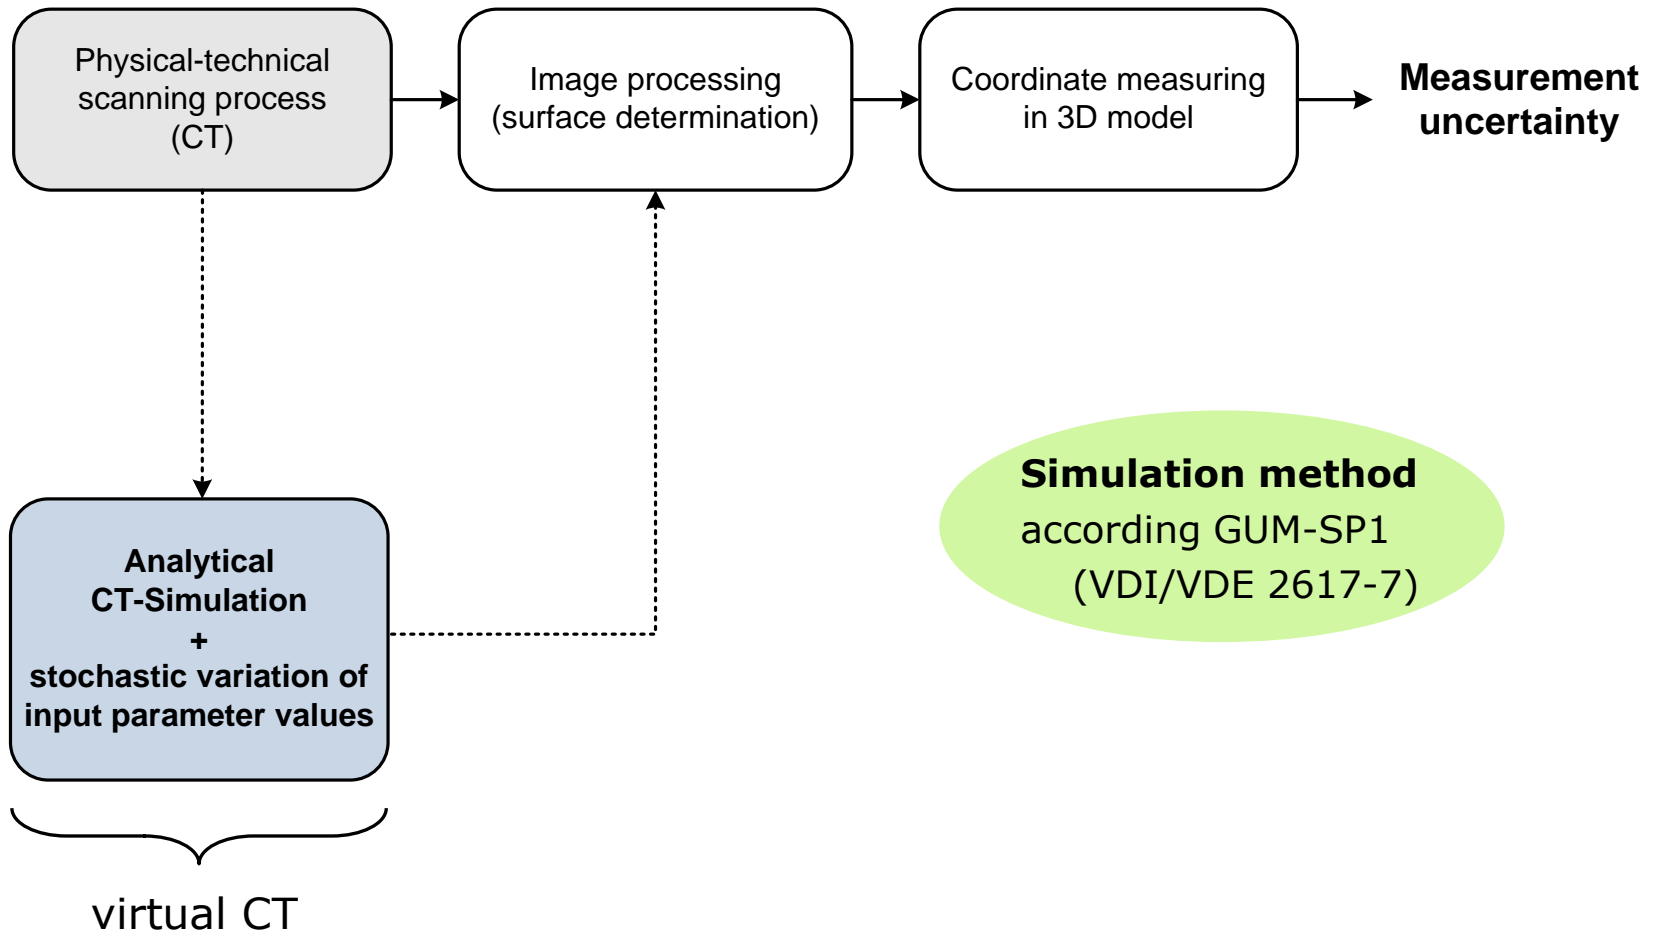 Physical-technical
scanning process
(CT)
Image processing
(surface determination)
Coordinate measuring
in 3D model
Measurement
uncertainty
Simulation method
according GUM-SP1
(VDI/VDE 2617-7)
Analytical
CT-Simulation
+
stochastic variation of
input parameter values
virtual CT